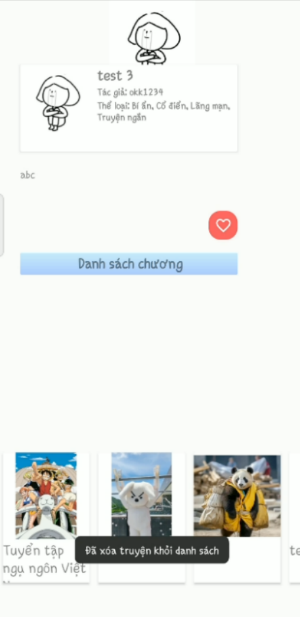 test 3
Tác giả: okk1234
Thể loại: Bí ẩn, Cổ điển, Lãng mạn,
Truyện ngắn
abc
Danh sách chương
Tuyển tập
ngụ ngôn Việt
te
Đã xóa truyện khỏi danh sách